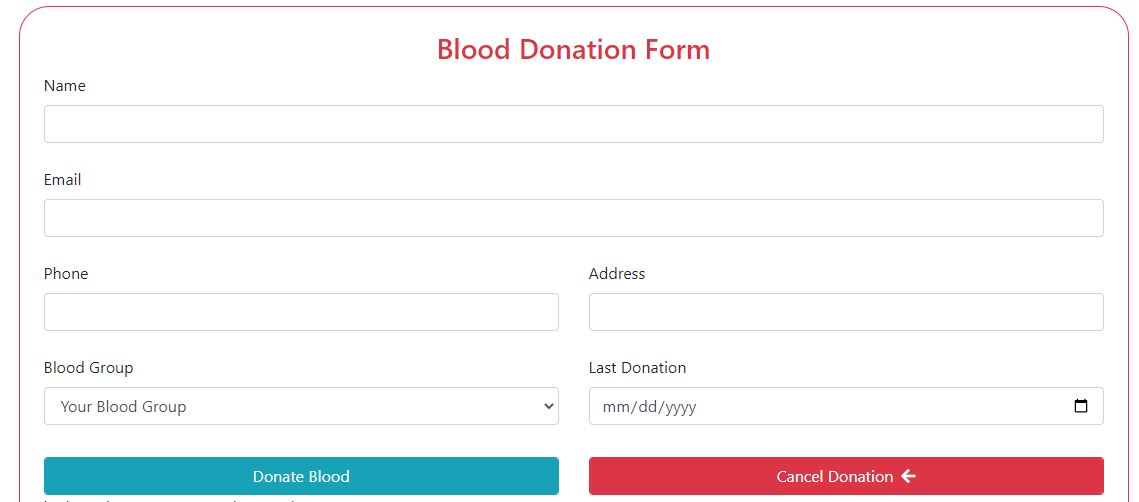 Blood Donation Form
Name
Email
Phone
Address
Blood Group
Last Donation
Your Blood Group
mm/dd/yyyy
Donate Blood
Cancel Donation